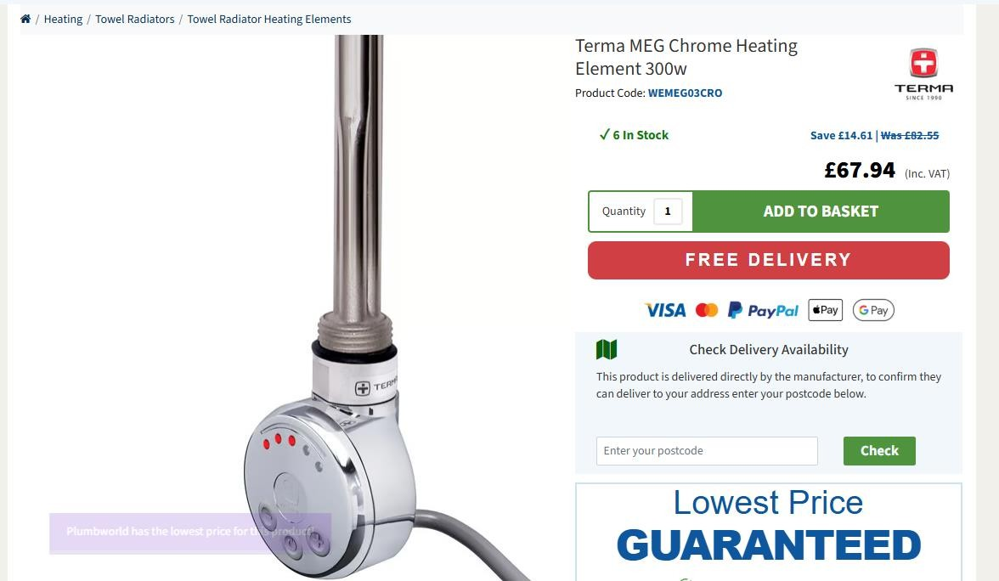 / Heating / Towel Radiators / Towel Radiator Heating Elements
Terma MEG Chrome Heating
Element 300w
TERMA
SINCE 1990
Product Code: WEMEG03CRO
6 In Stock
Save £14.61 | Was £82.55
£67.94 (Inc. VAT)
Quantity 1 ADD TO BASKET
FREE DELIVERY
VISA PayPal Pay G Pay
Check Delivery Availability
This product is delivered directly by the manufacturer, to confirm they
can deliver to your address enter your postcode below.
Enter your postcode Check
TERMA
Plumbworld has the lowest price for this product!
Lowest Price
GUARANTEED